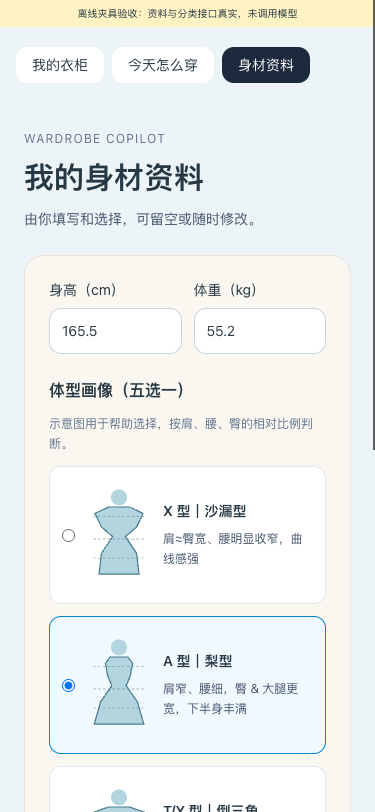 离线夹具验收：资料与分类接口真实，未调用模型
我的衣柜 今天怎么穿 身材资料
WARDROBE COPILOT
我的身材资料
由你填写和选择，可留空或随时修改。
身高（cm） 体重（kg）
165.5 55.2
体型画像（五选一）
示意图用于帮助选择，按肩、腰、臀的相对比例判
断。
X 型｜沙漏型
肩≈臀宽、腰明显收窄，曲
线感强
A 型｜梨型
肩窄、腰细，臀 & 大腿更
宽，下半身丰满
T/Y 型｜倒三角